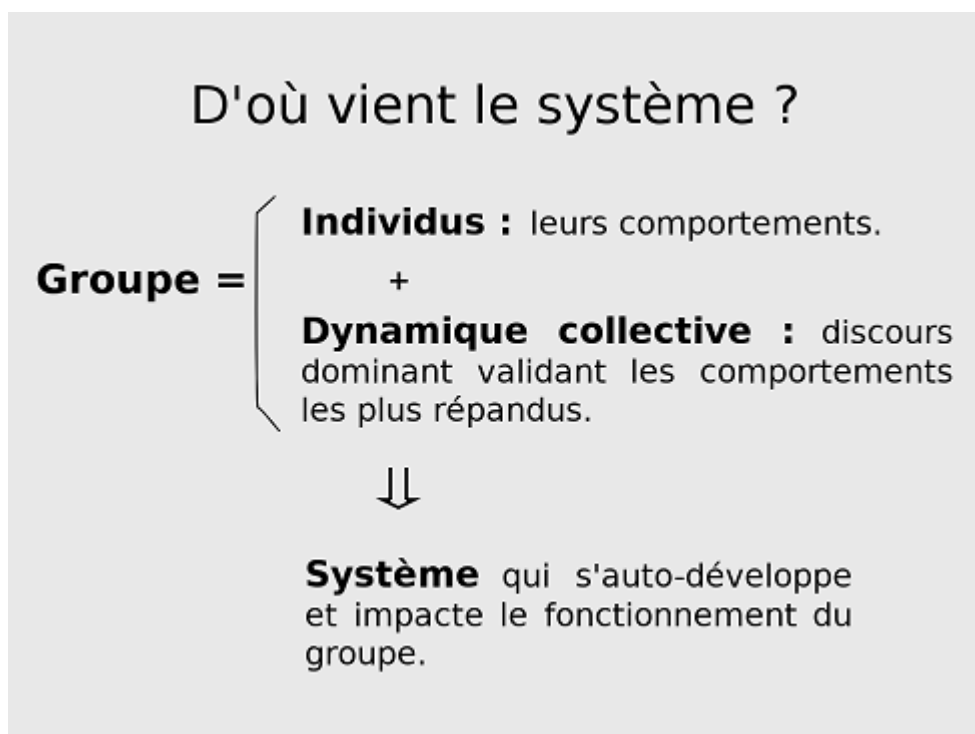 D'où vient le système ?
Individus : leurs comportements.
Groupe =
+
Dynamique collective : discours
dominant validant les comportements
les plus répandus.
⇓
Système qui s'auto-développe
et impacte le fonctionnement du
groupe.